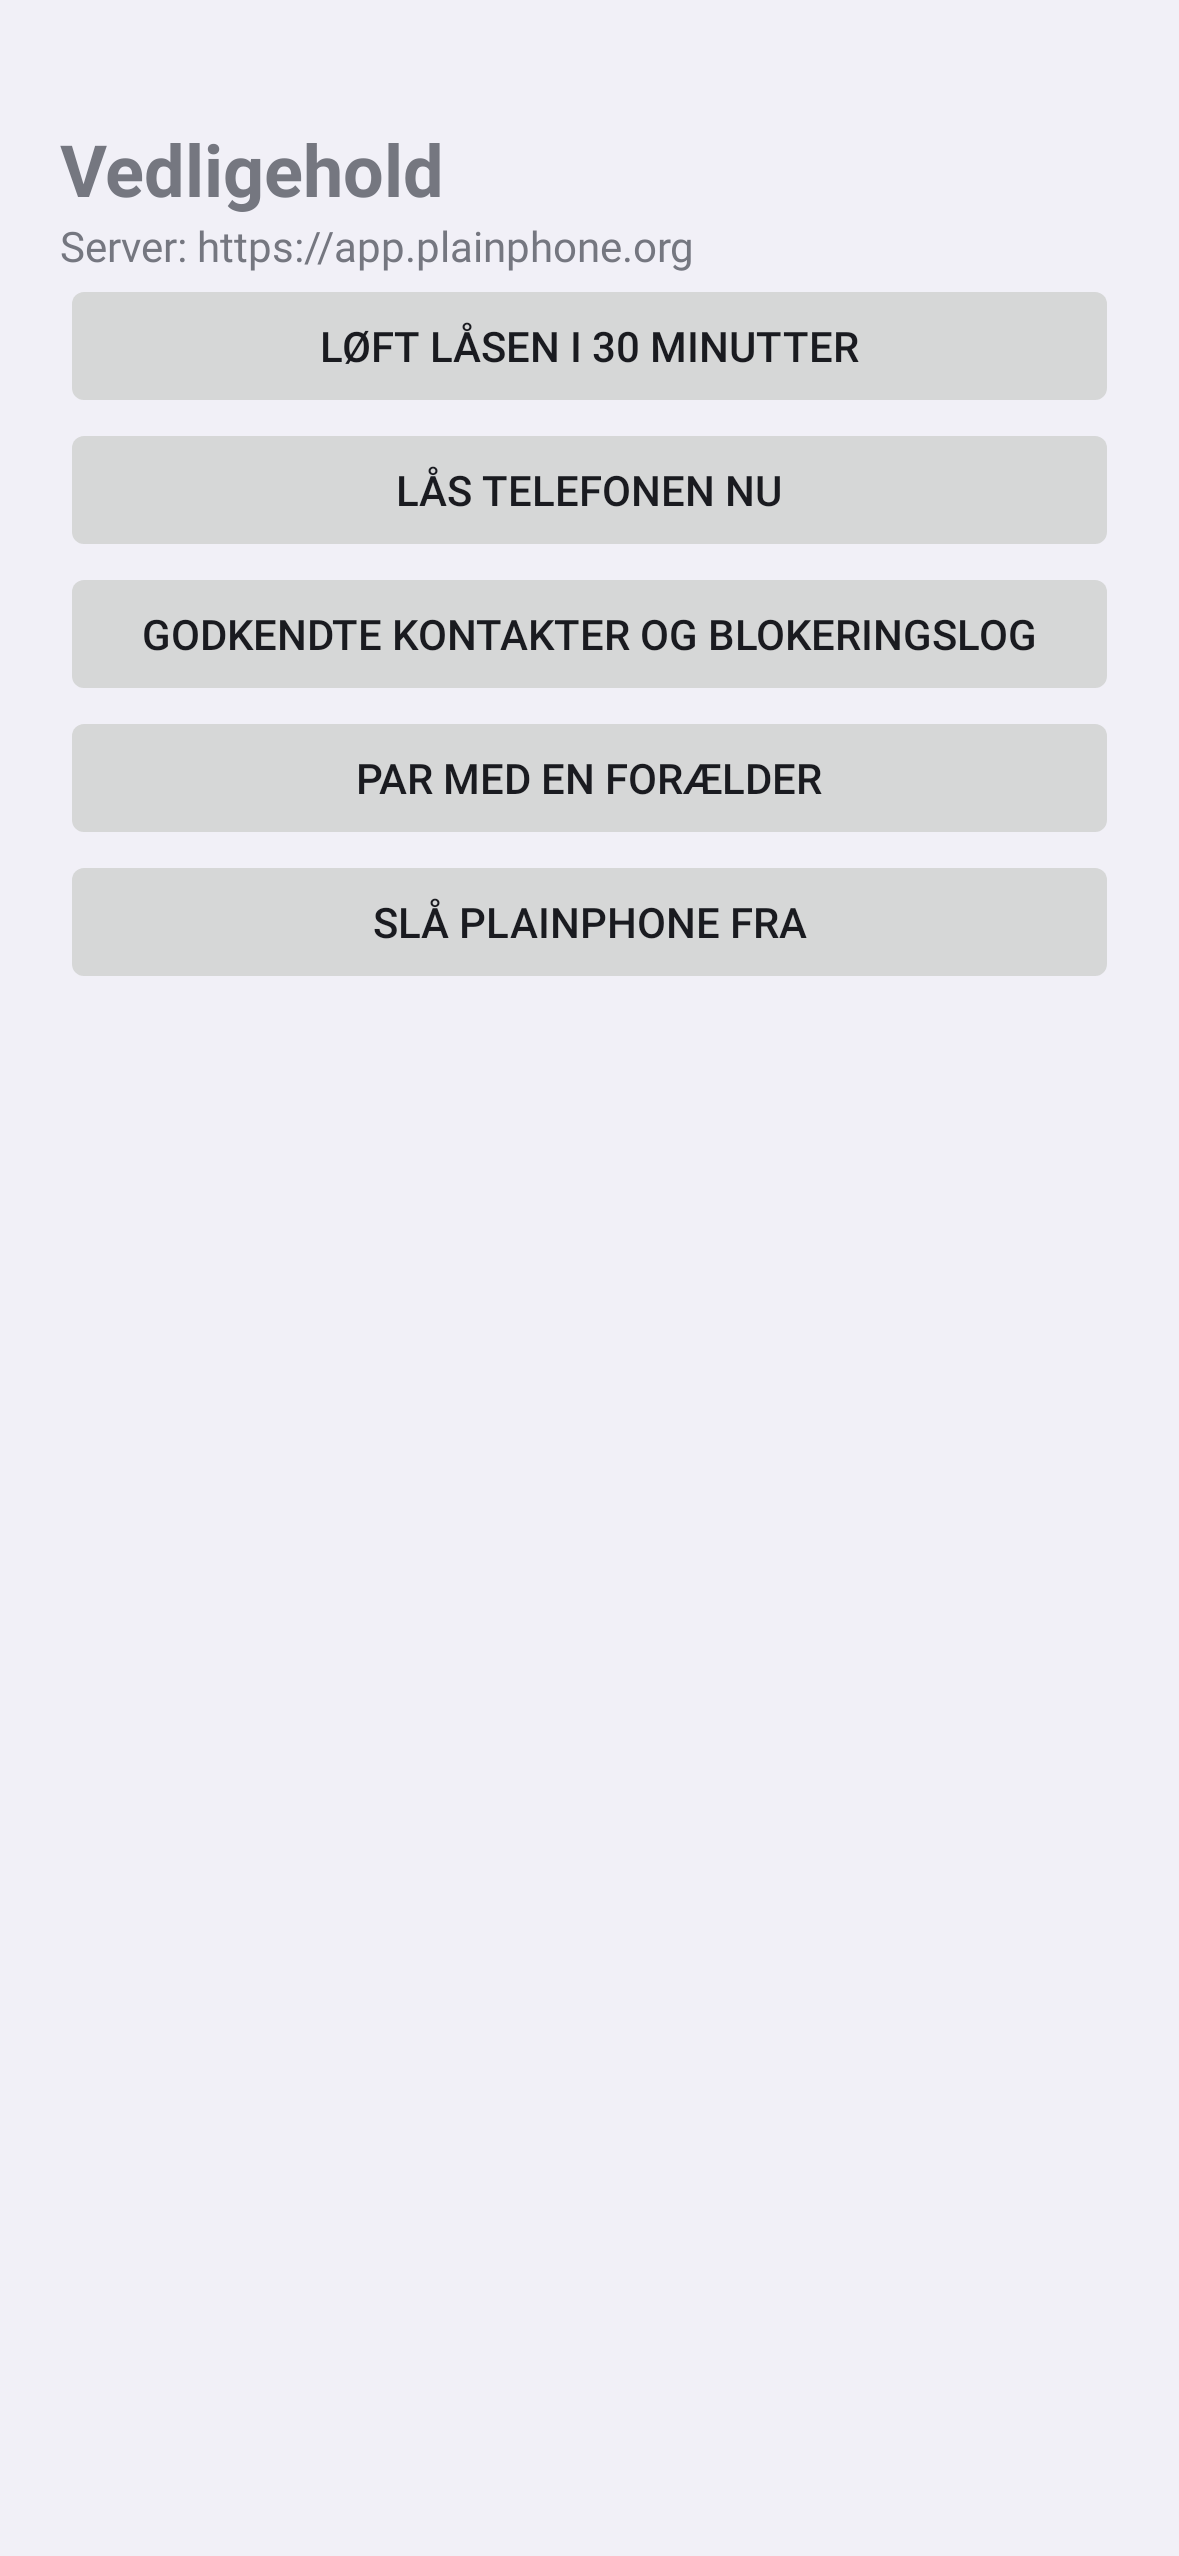 Vedligehold
Server: https://app.plainphone.org
LØFT LÅSEN I 30 MINUTTER
LÅS TELEFONEN NU
GODKENDTE KONTAKTER OG BLOKERINGSLOG
PAR MED EN FORÆLDER
SLÅ PLAINPHONE FRA